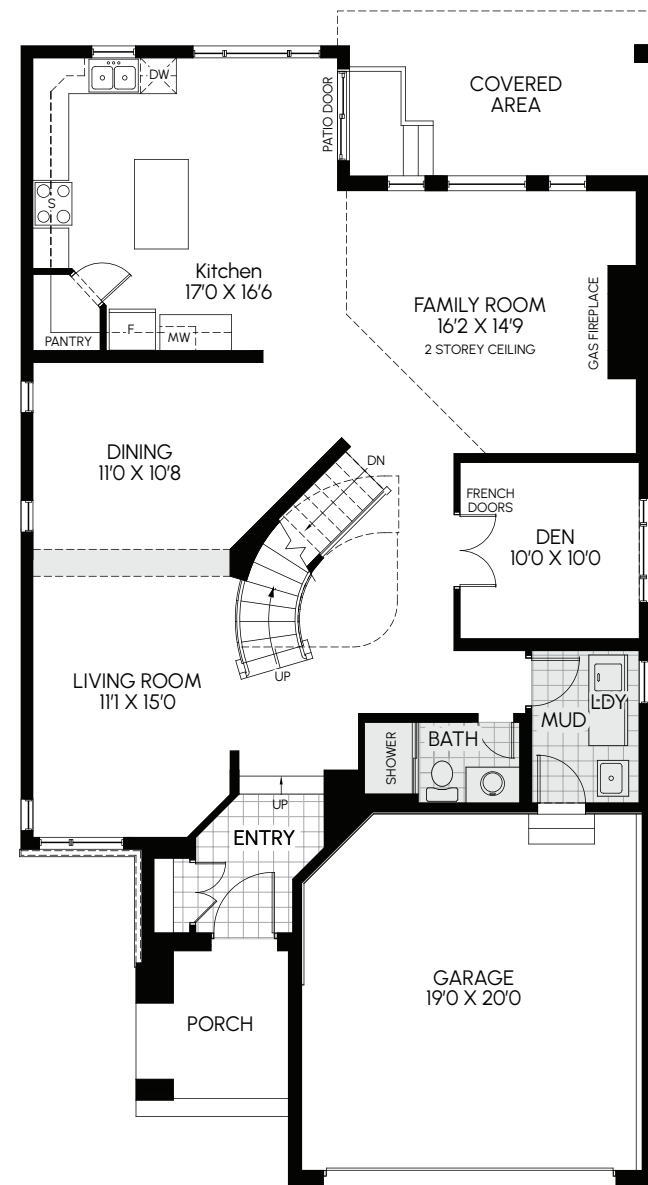 COVERED
AREA
DW
PATIO DOOR
S
Kitchen
17'0 X 16'6
FAMILY ROOM
16'2 X 14'9
2 STOREY CEILING
GAS FIREPLACE
F
MW
PANTRY
DINING
11'0 X 10'8
DN
FRENCH
DOORS
DEN
10'0 X 10'0
LIVING ROOM
11'1 X 15'0
UP
LDY
MUD
BATH
SHOWER
UP
ENTRY
GARAGE
19'0 X 20'0
PORCH